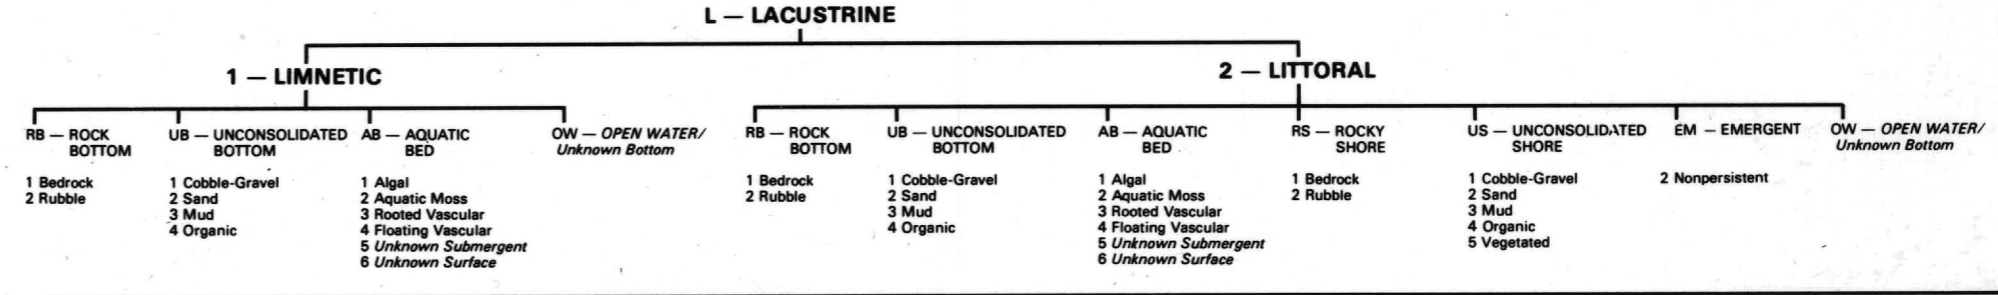 L — LACUSTRINE
1 — LIMNETIC
2 — LITTORAL
RB — ROCK
BOTTOM
1 Bedrock
2 Rubble
UB — UNCONSOLIDATED
BOTTOM
1 Cobble-Gravel
2 Sand
3 Mud
4 Organic
AB — AQUATIC
BED
1 Algal
2 Aquatic Moss
3 Rooted Vascular
4 Floating Vascular
5 Unknown Submergent
6 Unknown Surface
OW — OPEN WATER/
Unknown Bottom
RB — ROCK
BOTTOM
1 Bedrock
2 Rubble
UB — UNCONSOLIDATED
BOTTOM
1 Cobble-Gravel
2 Sand
3 Mud
4 Organic
AB — AQUATIC
BED
1 Algal
2 Aquatic Moss
3 Rooted Vascular
4 Floating Vascular
5 Unknown Submergent
6 Unknown Surface
RS — ROCKY
SHORE
1 Bedrock
2 Rubble
US — UNCONSOLIDATED
SHORE
1 Cobble-Gravel
2 Sand
3 Mud
4 Organic
5 Vegetated
EM — EMERGENT
2 Nonpersistent
OW — OPEN WATER/
Unknown Bottom